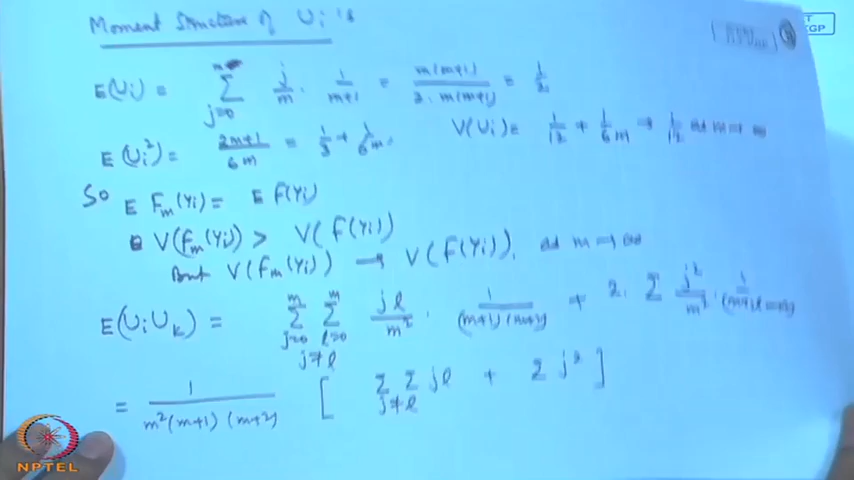 Moment Structure of Ui's
E(Ui) = Σ_{j=0}^{m} j/m · 1/(m+1) = m(m+1)/(2·m(m+1)) = 1/2
E(Ui²) = (2m+1)/(6m) = 1/3 + 1/(6m). V(Ui) = 1/12 + 1/(6m) → 1/12 as m → ∞
So E Fm(Yi) = E F(Yi)
V(Fm(Yi)) > V(F(Yi))
But V(Fm(Yi)) → V(F(Yi)), as m → ∞
E(Ui Uk) = Σ_{j=0}^{m} Σ_{l=0}^{m} j≠l jl/m² · 1/((m+1)(m+2)) + 2· Σ j²/m² ·
= 1/(m²(m+1)(m+2)) [ ΣΣ_{j≠l} jl + Σ j² ]
NPTEL